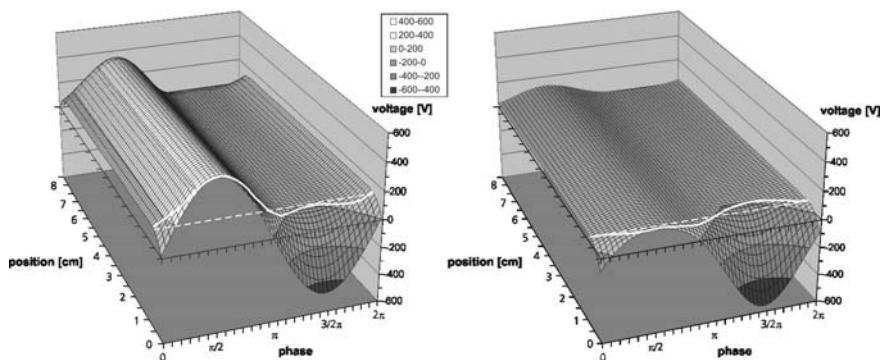 400-600
200-400
0-200
-200-0
-400--200
-600--400
voltage [V]
600
400
200
0
200
400
600
8
7
6
5
4
3
2
1
0
position [cm]
0
π/2
π
3/2π
2π
phase
voltage [V]
600
400
200
0
200
400
600
8
7
6
5
4
3
2
1
0
position [cm]
0
π/2
π
3/2π
2π
phase